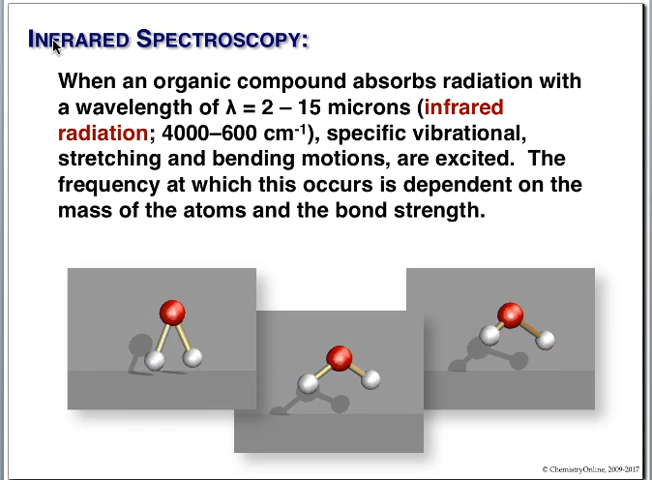 INFRARED SPECTROSCOPY:
When an organic compound absorbs radiation with
a wavelength of λ = 2 – 15 microns (infrared
radiation; 4000–600 cm⁻¹), specific vibrational,
stretching and bending motions, are excited.  The
frequency at which this occurs is dependent on the
mass of the atoms and the bond strength.
© ChemistryOnline, 2009-2017